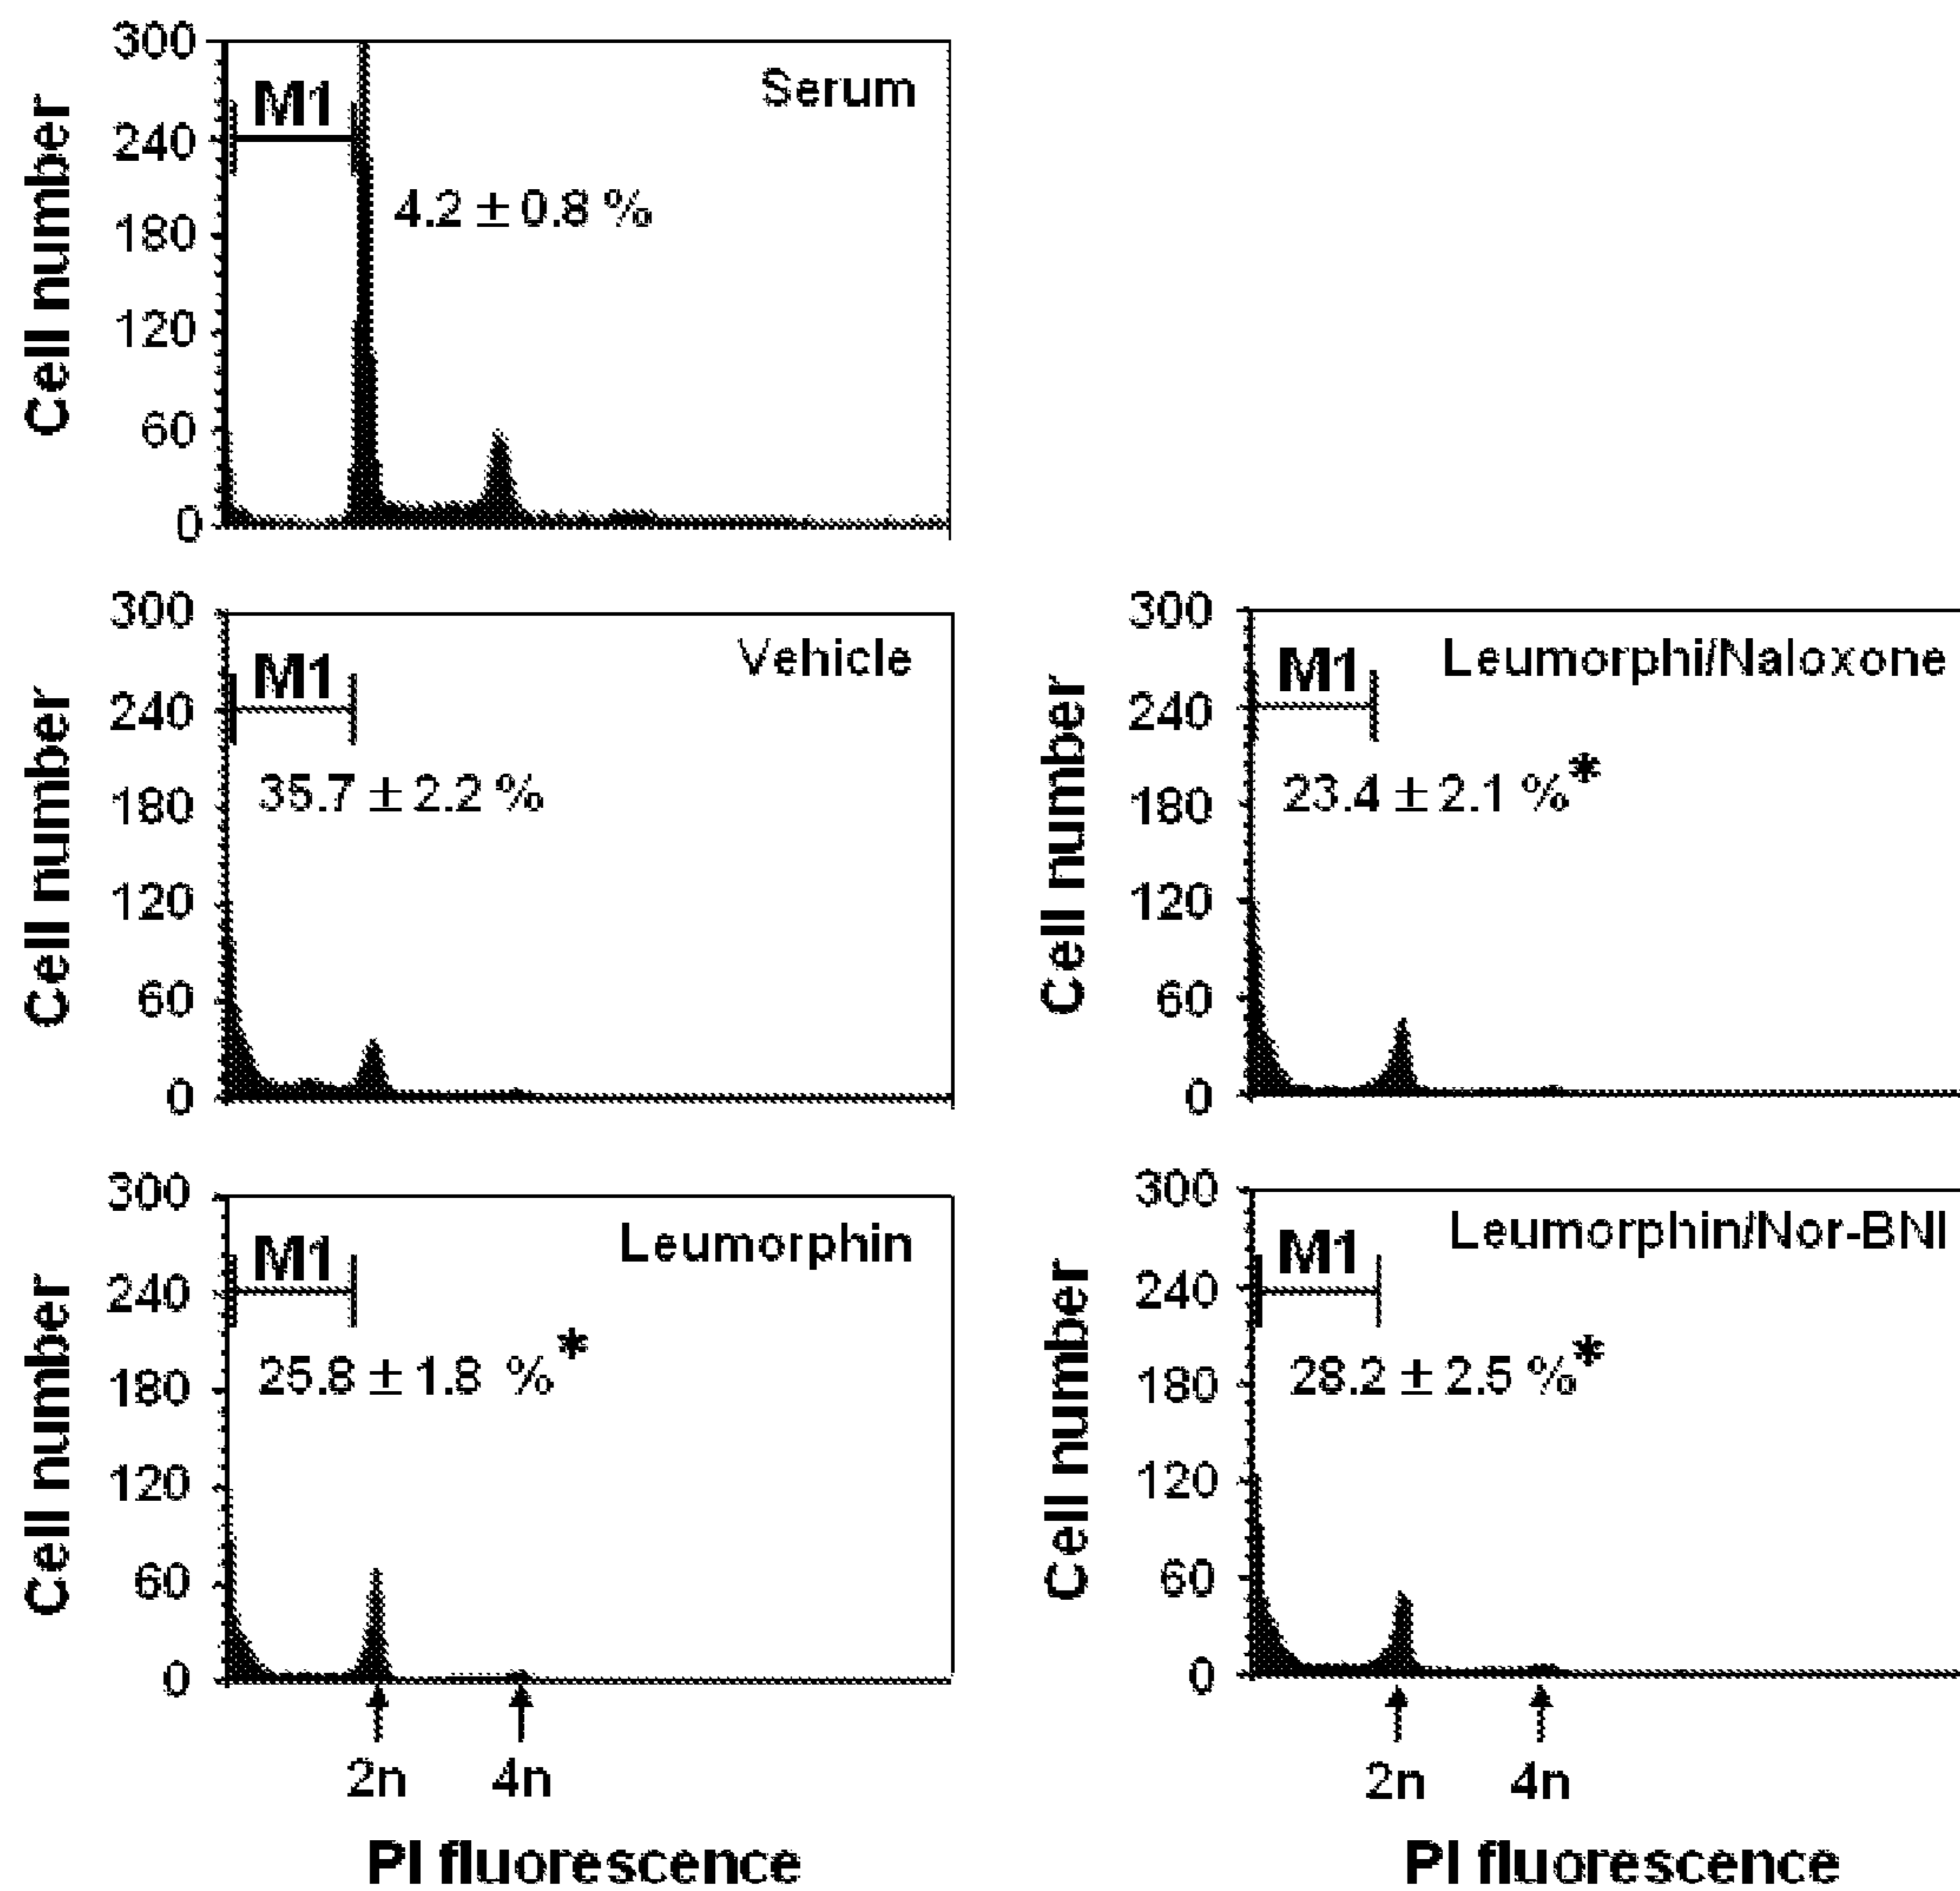 Cell number
300
240
180
120
60
0
M1
Serum
4.2 ± 0.8 %
Cell number
300
240
180
120
60
0
M1
Vehicle
35.7 ± 2.2 %
Cell number
300
240
180
120
60
0
M1
Leumorphi/Naloxone
23.4 ± 2.1 %*
Cell number
300
240
180
120
60
0
M1
Leumorphin
25.8 ± 1.8 %*
2n
4n
PI fluorescence
Cell number
300
240
180
120
60
0
M1
Leumorphin/Nor-BNI
28.2 ± 2.5 %*
2n
4n
PI fluorescence